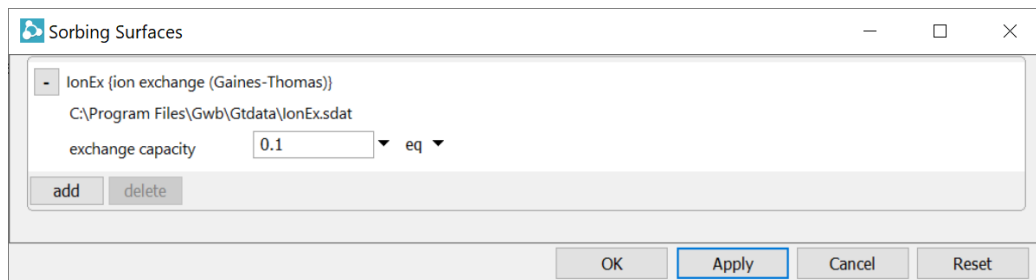 Sorbing Surfaces
- IonEx {ion exchange (Gaines-Thomas)}
C:\Program Files\Gwb\Gtdata\IonEx.sdat
exchange capacity 0.1 eq
add delete
OK Apply Cancel Reset